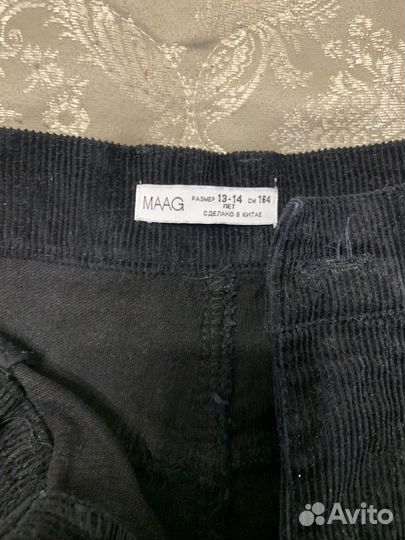 MAAG
РАЗМЕР 13-14 СМ 164
ЛЕТ
СДЕЛАНО В КИТАЕ
Avito